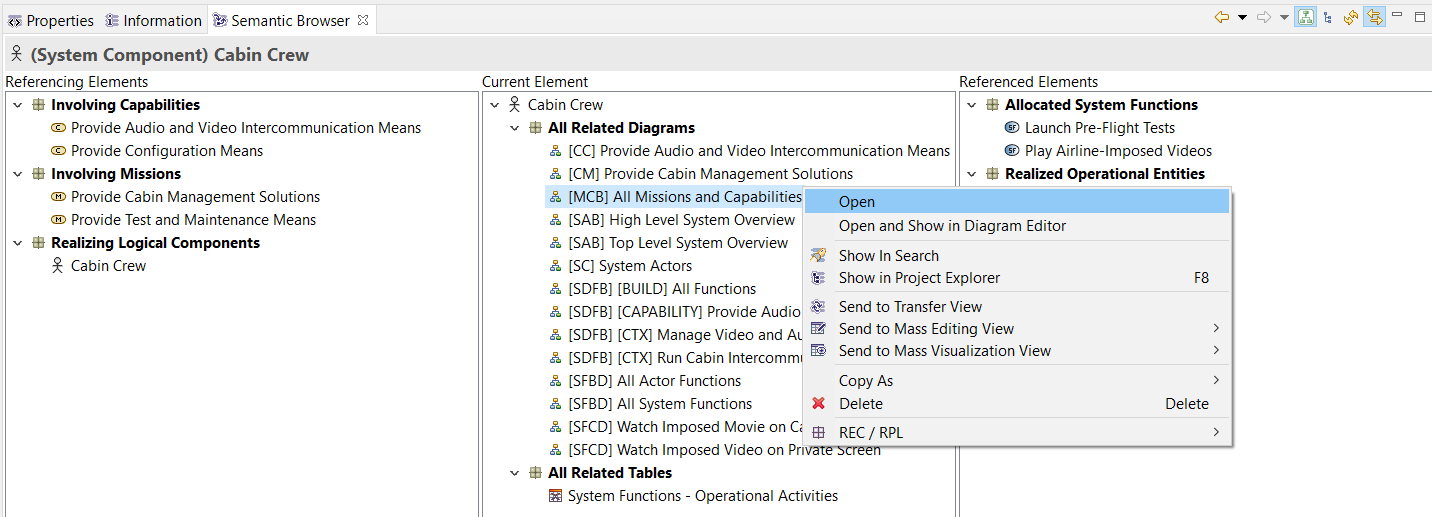 Properties Information Semantic Browser
(System Component) Cabin Crew
Referencing Elements
Involving Capabilities
Provide Audio and Video Intercommunication Means
Provide Configuration Means
Involving Missions
Provide Cabin Management Solutions
Provide Test and Maintenance Means
Realizing Logical Components
Cabin Crew
Current Element
Cabin Crew
All Related Diagrams
[CC] Provide Audio and Video Intercommunication Means
[CM] Provide Cabin Management Solutions
[MCB] All Missions and Capabilities
[SAB] High Level System Overview
[SAB] Top Level System Overview
[SC] System Actors
[SDFB] [BUILD] All Functions
[SDFB] [CAPABILITY] Provide Audio
[SDFB] [CTX] Manage Video and Au
[SDFB] [CTX] Run Cabin Intercommu
[SFBD] All Actor Functions
[SFBD] All System Functions
[SFCD] Watch Imposed Movie on Ca
[SFCD] Watch Imposed Video on Private Screen
All Related Tables
System Functions - Operational Activities
Referenced Elements
Allocated System Functions
Launch Pre-Flight Tests
Play Airline-Imposed Videos
Realized Operational Entities
Open
Open and Show in Diagram Editor
Show In Search
Show in Project Explorer F8
Send to Transfer View
Send to Mass Editing View
Send to Mass Visualization View
Copy As
Delete Delete
REC / RPL